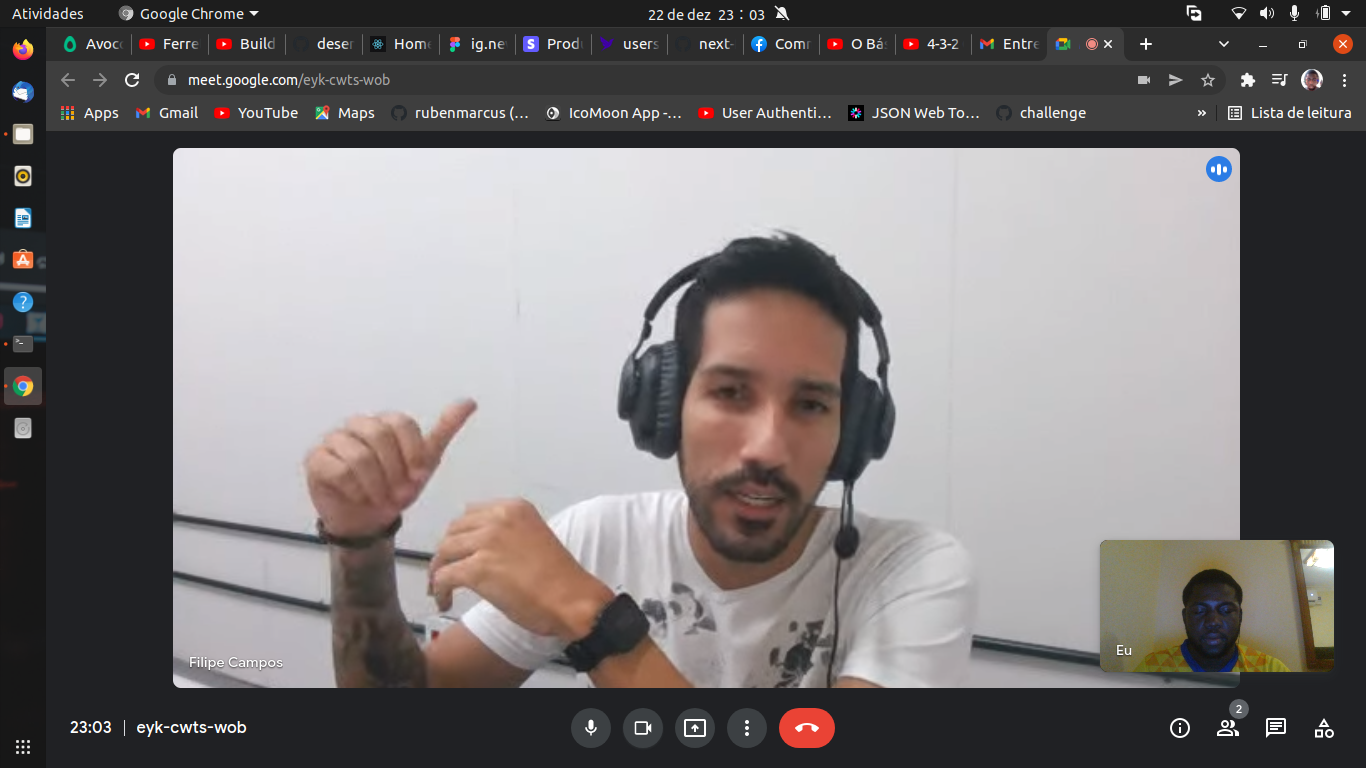 Atividades Google Chrome 22 de dez 23 : 03
Avoc Ferre Build deser Home ig.ne Prod users next- Com O Bá 4-3-2 Entre
meet.google.com/eyk-cwts-wob
Apps Gmail YouTube Maps rubenmarcus (... IcoMoon App -... User Authenti... JSON Web To... challenge » Lista de leitura
Filipe Campos
Eu
23:03 | eyk-cwts-wob
2